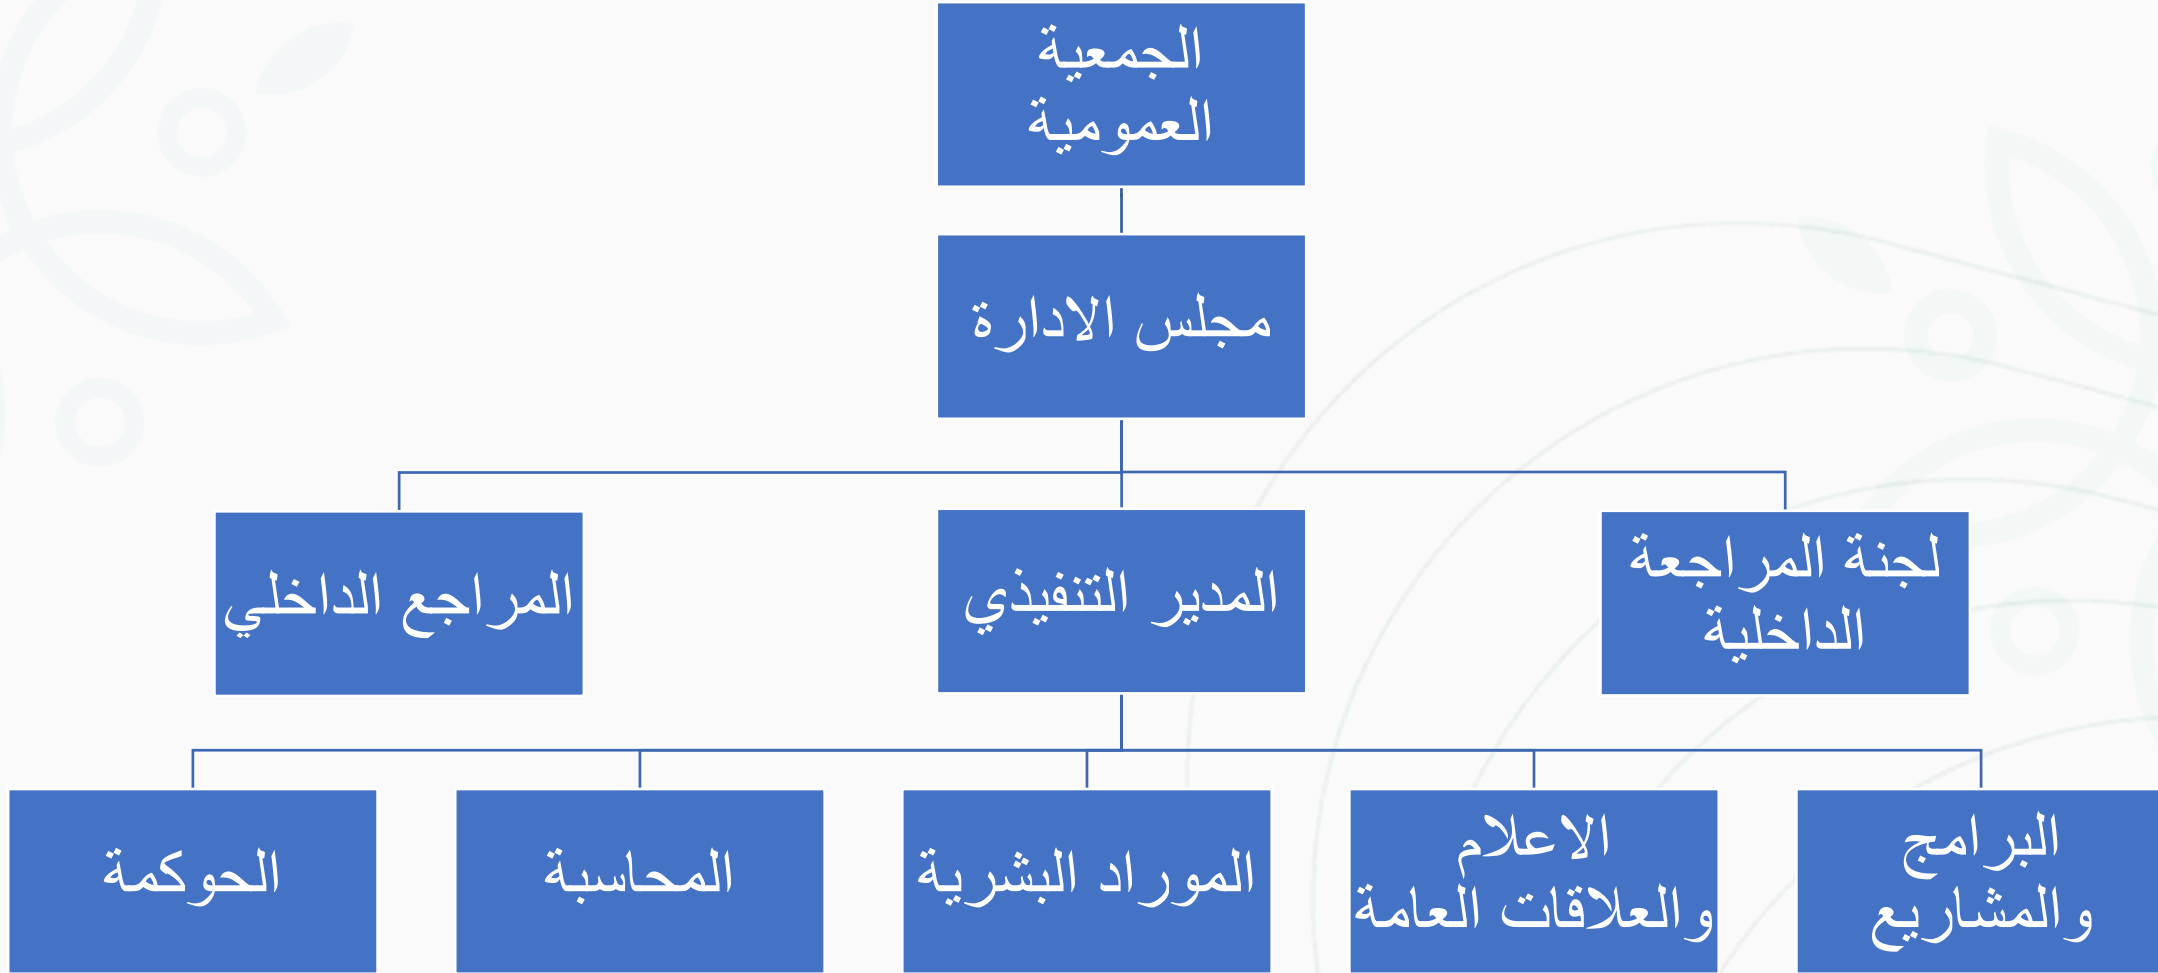 الجمعية
العمومية
مجلس الادارة
لجنة المراجعة
الداخلية
المدير التنفيذي
المراجع الداخلي
البرامج
والمشاريع
الاعلام
والعلاقات العامة
الموراد البشرية
المحاسبة
الحوكمة